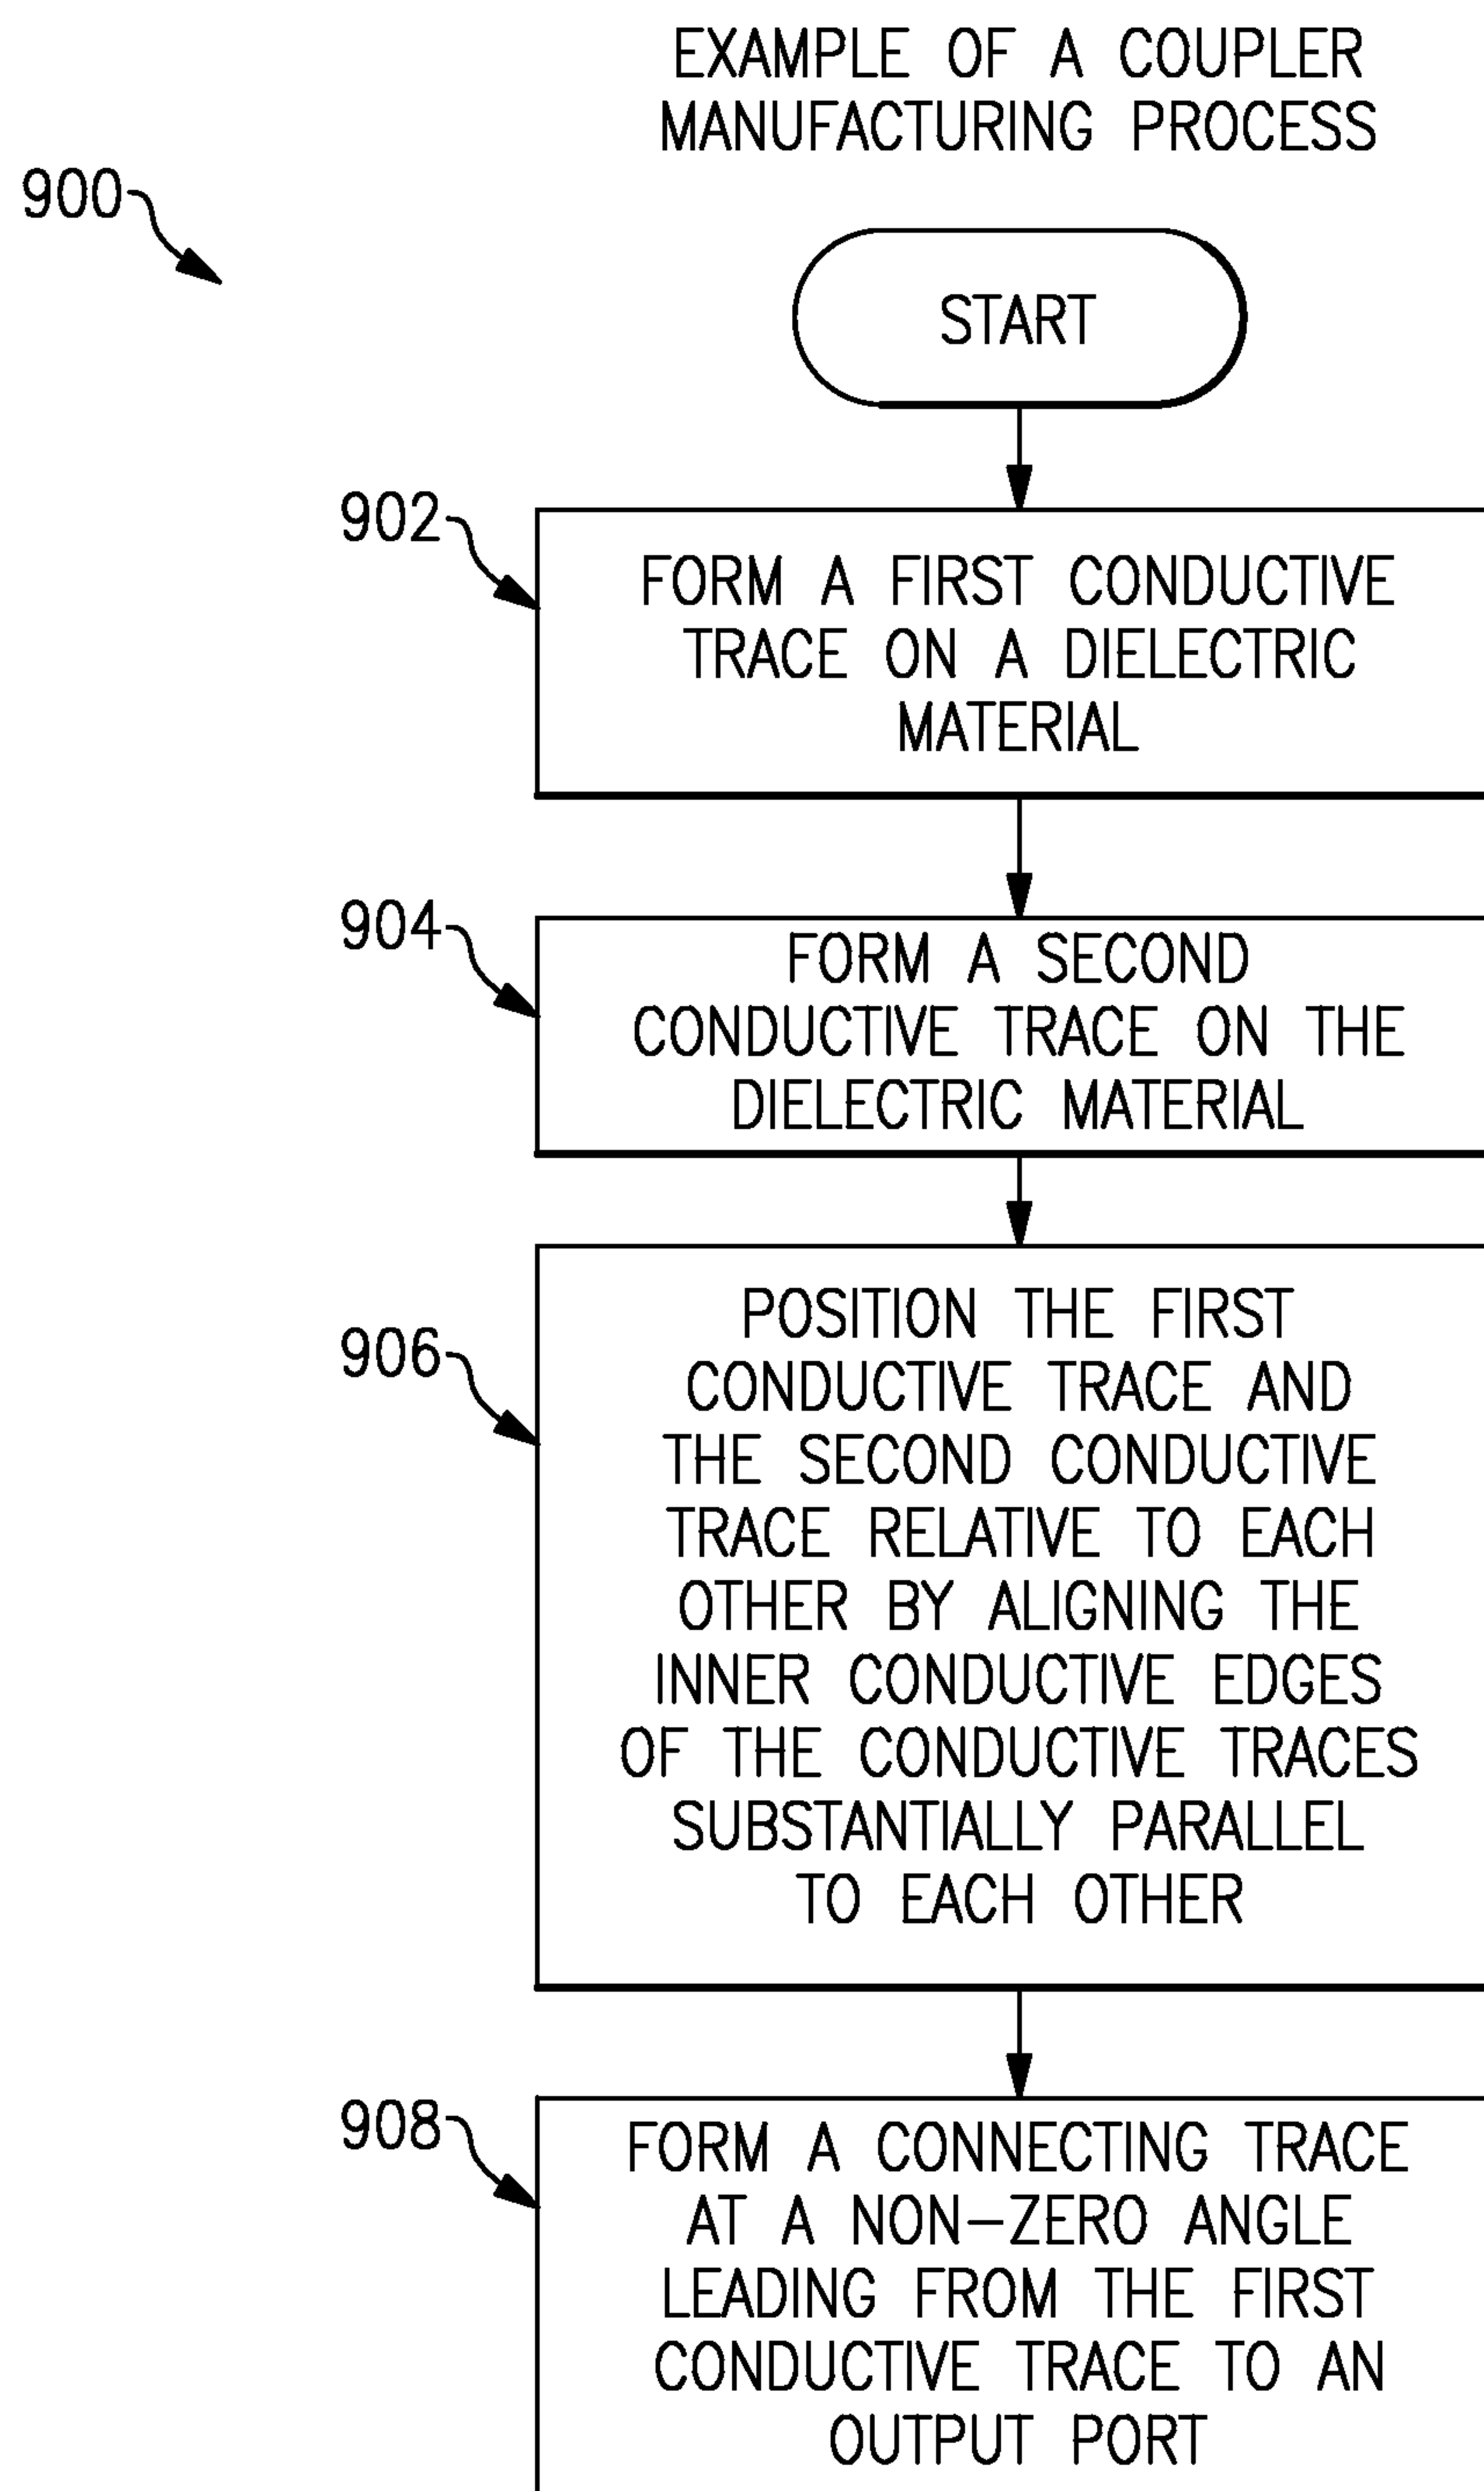 EXAMPLE OF A COUPLER
MANUFACTURING PROCESS
900
START
902
FORM A FIRST CONDUCTIVE
TRACE ON A DIELECTRIC
MATERIAL
904
FORM A SECOND
CONDUCTIVE TRACE ON THE
DIELECTRIC MATERIAL
906
POSITION THE FIRST
CONDUCTIVE TRACE AND
THE SECOND CONDUCTIVE
TRACE RELATIVE TO EACH
OTHER BY ALIGNING THE
INNER CONDUCTIVE EDGES
OF THE CONDUCTIVE TRACES
SUBSTANTIALLY PARALLEL
TO EACH OTHER
908
FORM A CONNECTING TRACE
AT A NON-ZERO ANGLE
LEADING FROM THE FIRST
CONDUCTIVE TRACE TO AN
OUTPUT PORT